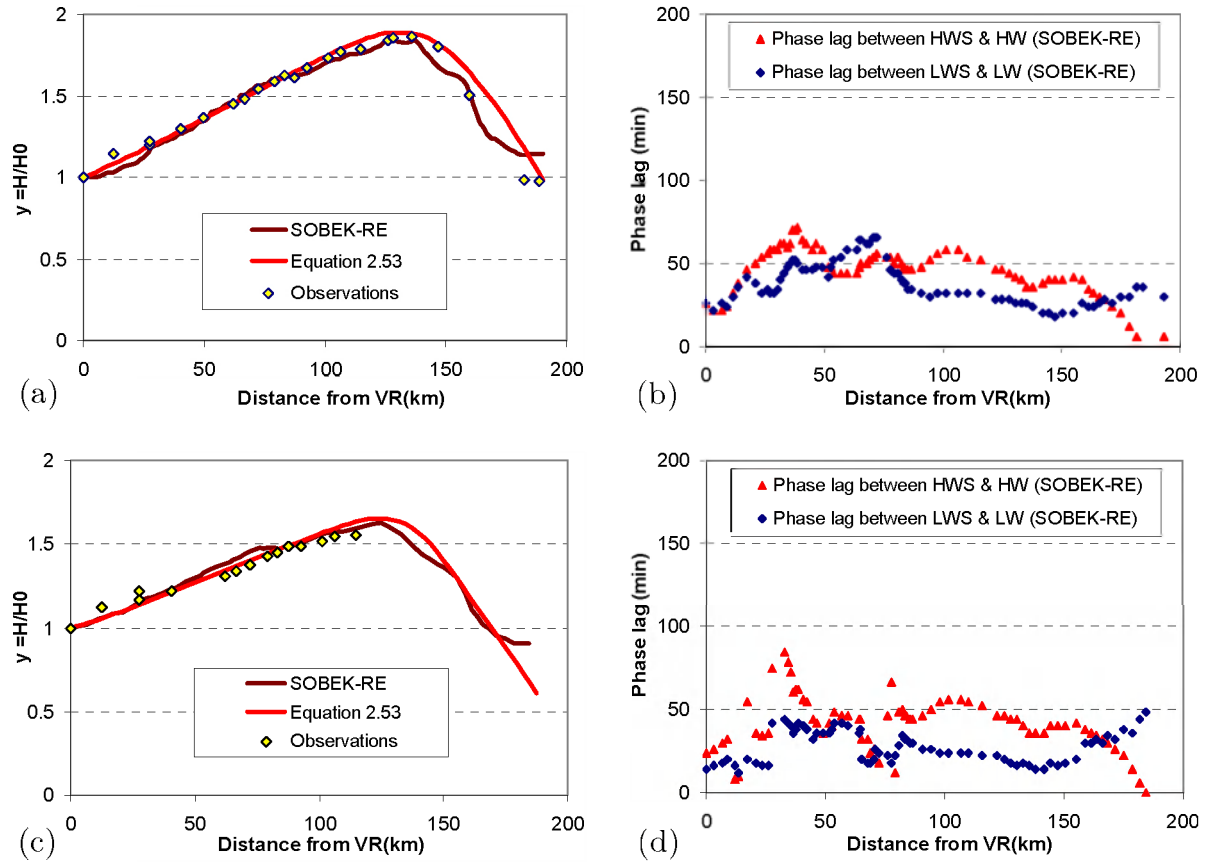 2
1.5
1
0.5
0
y =H/H0
SOBEK-RE
Equation 2.53
Observations
0
50
100
150
200
Distance from VR(km)
(a)
200
150
100
50
0
Phase lag (min)
Phase lag between HWS & HW (SOBEK-RE)
Phase lag between LWS & LW (SOBEK-RE)
0
50
100
150
200
Distance from VR(km)
(b)
2
1.5
1
0.5
0
y =H/H0
SOBEK-RE
Equation 2.53
Observations
0
50
100
150
200
Distance from VR(km)
(c)
200
150
100
50
0
Phase lag (min)
Phase lag between HWS & HW (SOBEK-RE)
Phase lag between LWS & LW (SOBEK-RE)
0
50
100
150
200
Distance from VR(km)
(d)